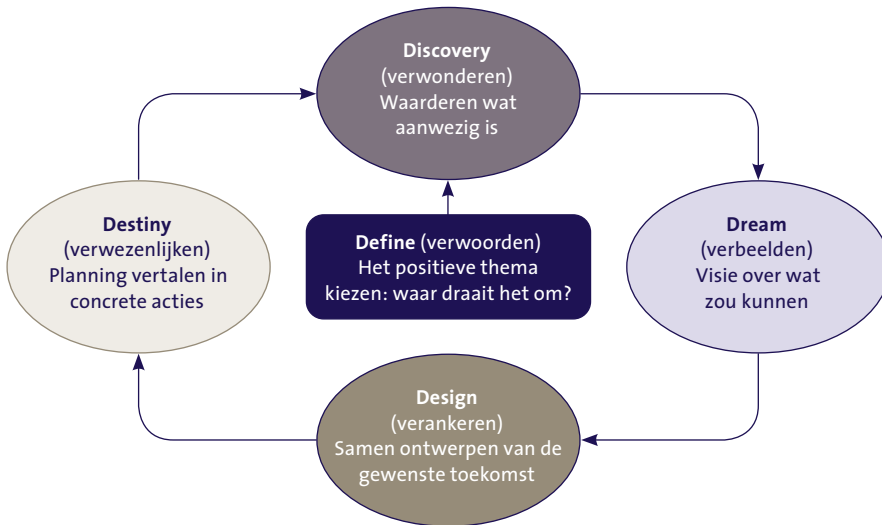 Discovery
(verwonderen)
Waarderen wat
aanwezig is
Destiny
(verwezenlijken)
Planning vertalen in
concrete acties
Define (verwoorden)
Het positieve thema
kiezen: waar draait het om?
Dream
(verbeelden)
Visie over wat
zou kunnen
Design
(verankeren)
Samen ontwerpen van de
gewenste toekomst